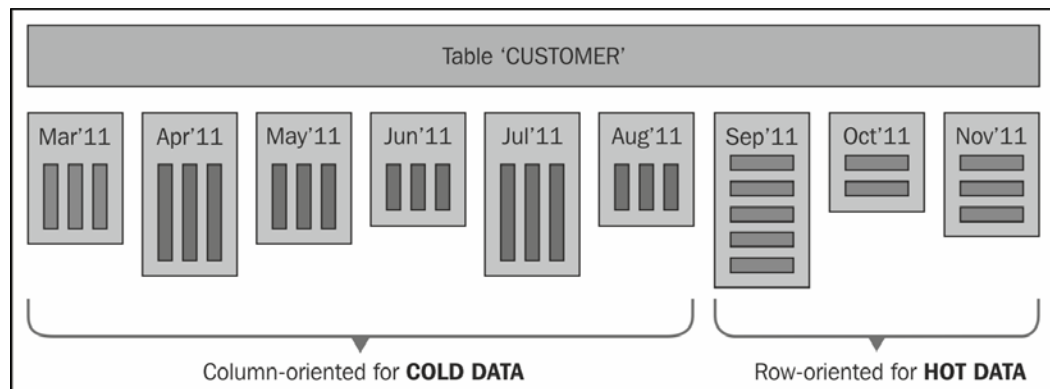 Table ‘CUSTOMER’
Mar’11 Apr’11 May’11 Jun’11 Jul’11 Aug’11 Sep’11 Oct’11 Nov’11
Column-oriented for COLD DATA Row-oriented for HOT DATA